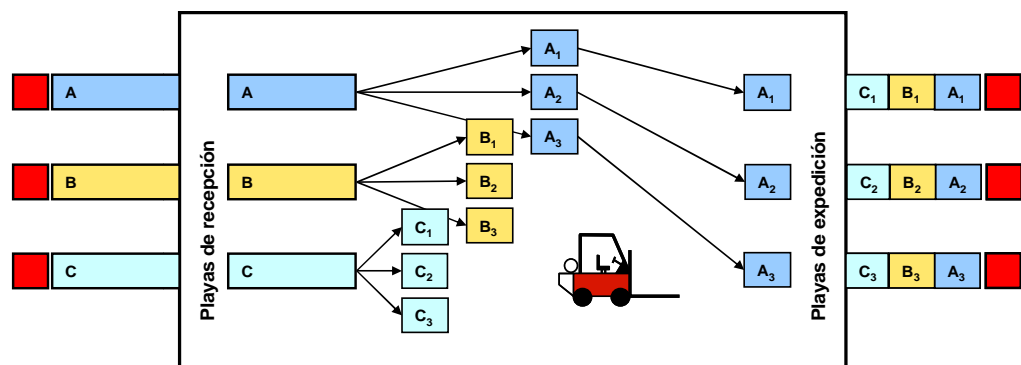 A
B
C
Playas de recepción
A
B
C
A₁
A₂
A₃
B₁
B₂
B₃
C₁
C₂
C₃
A₁
A₂
A₃
Playas de expedición
C₁ B₁ A₁
C₂ B₂ A₂
C₃ B₃ A₃